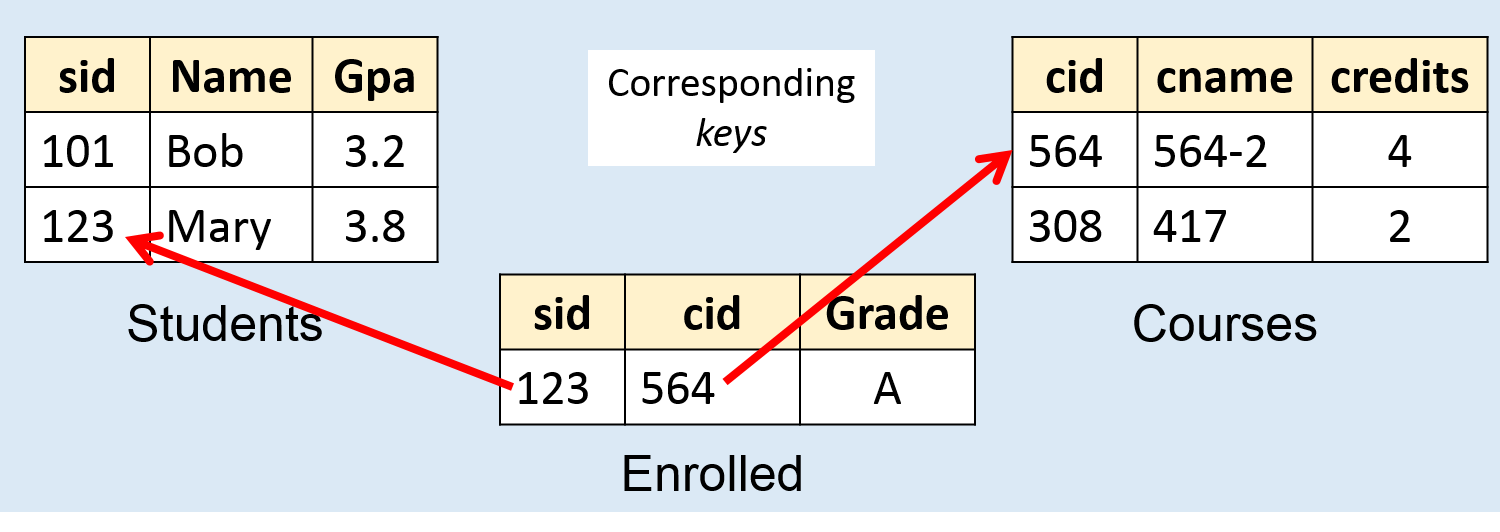 sid Name Gpa
101 Bob 3.2
123 Mary 3.8
Students
Corresponding
keys
cid cname credits
564 564-2 4
308 417 2
Courses
sid cid Grade
123 564 A
Enrolled